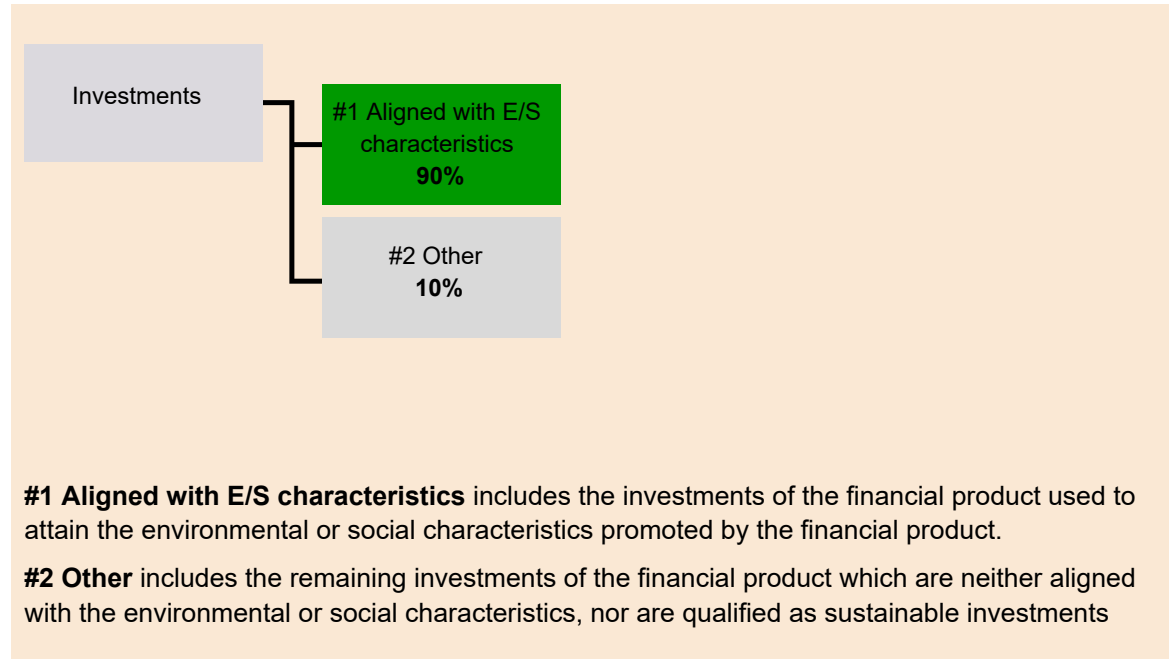 Investments
#1 Aligned with E/S
characteristics
90%
#2 Other
10%
#1 Aligned with E/S characteristics includes the investments of the financial product used to
attain the environmental or social characteristics promoted by the financial product.
#2 Other includes the remaining investments of the financial product which are neither aligned
with the environmental or social characteristics, nor are qualified as sustainable investments